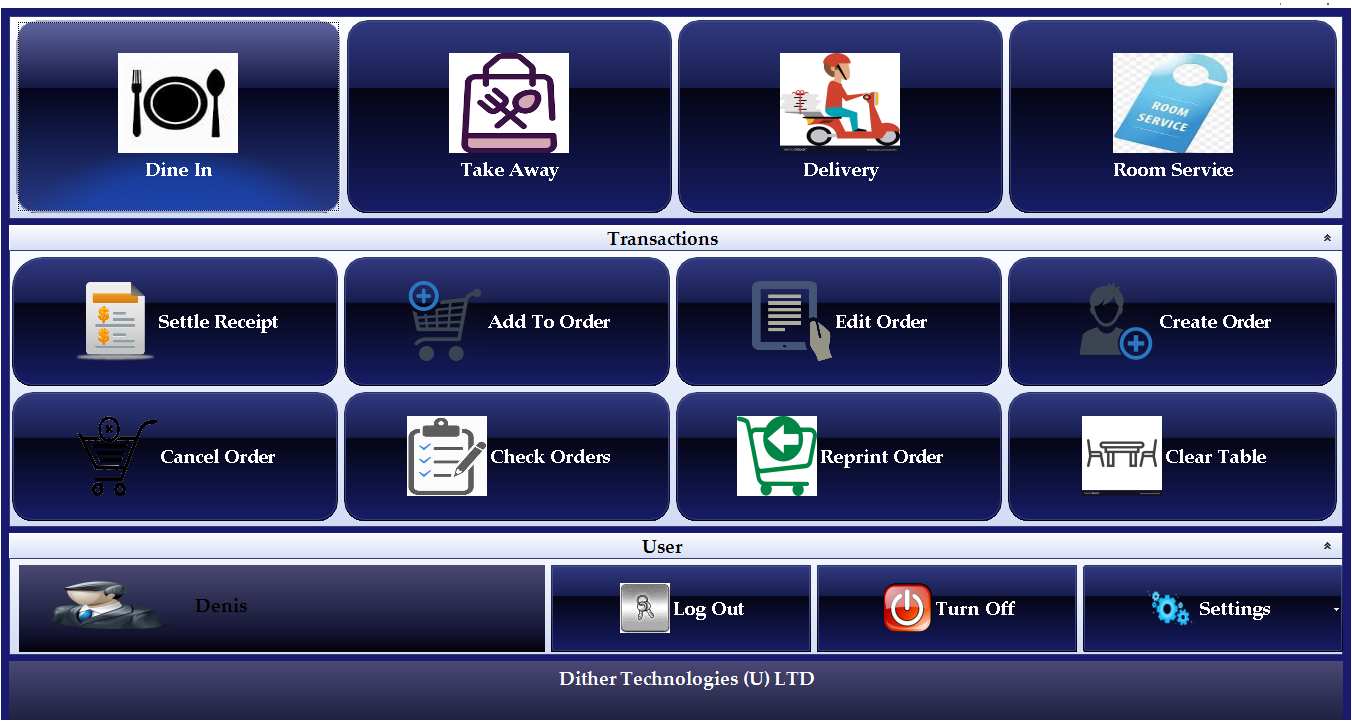 Dine In
Take Away
Delivery
ROOM
SERVICE
Room Service
Transactions
Settle Receipt
Add To Order
Edit Order
Create Order
Cancel Order
Check Orders
Reprint Order
Clear Table
User
Denis
Log Out
Turn Off
Settings
Dither Technologies (U) LTD